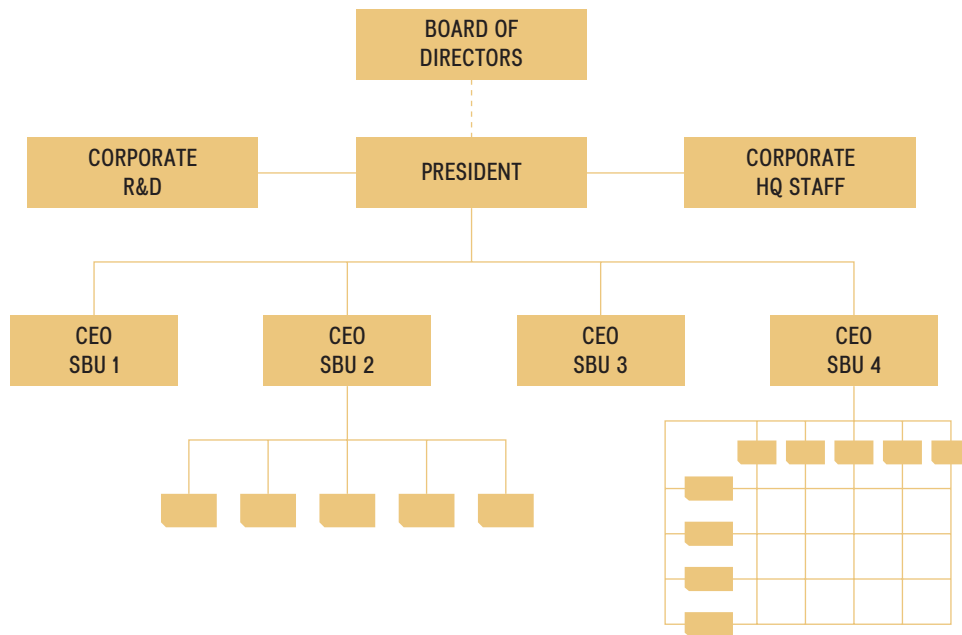 BOARD OF
DIRECTORS
CORPORATE
R&D
PRESIDENT
CORPORATE
HQ STAFF
CEO
SBU 1
CEO
SBU 2
CEO
SBU 3
CEO
SBU 4